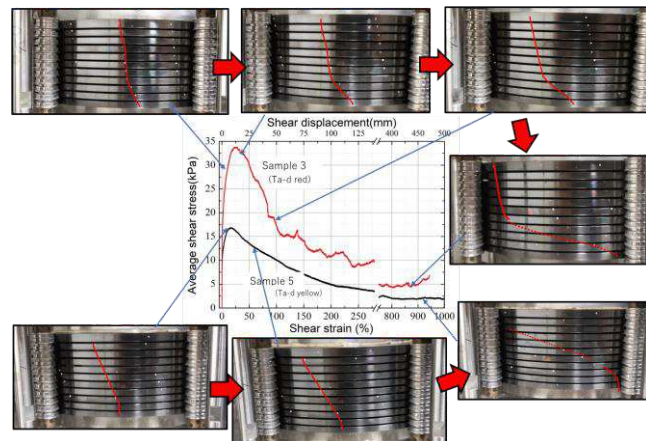 Shear displacement(mm)
0 25 50 75 100 125 400 450 500
35
30
25
20
15
10
5
0
Average shear stress(kPa)
Sample 3
(Ta-d red)
Sample 5
(Ta-d yellow)
0 50 100 150 200 250 800 850 900 950 1000
Shear strain (%)